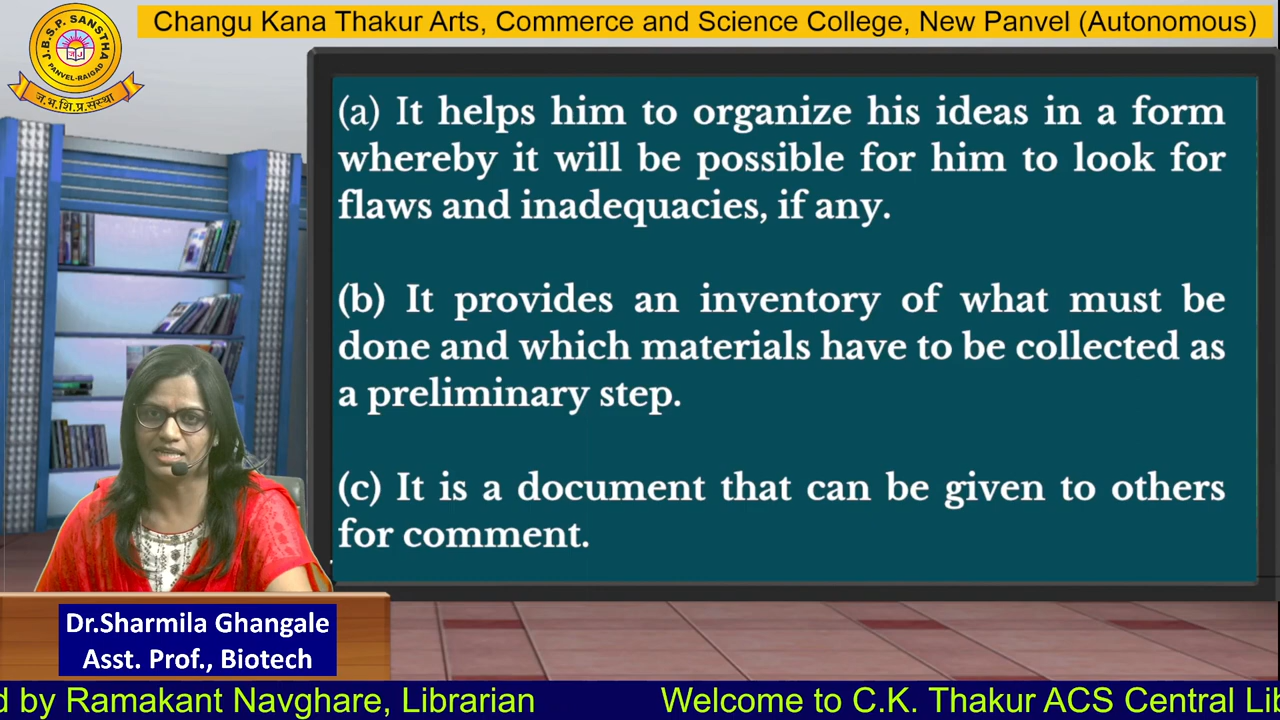 Changu Kana Thakur Arts, Commerce and Science College, New Panvel (Autonomous)
J.B.S.P. SANSTHA
PANVEL-RAIGAD
ज.भ.शि.प्र.संस्था
(a) It helps him to organize his ideas in a form
whereby it will be possible for him to look for
flaws and inadequacies, if any.
(b) It provides an inventory of what must be
done and which materials have to be collected as
a preliminary step.
(c) It is a document that can be given to others
for comment.
Dr.Sharmila Ghangale
Asst. Prof., Biotech
d by Ramakant Navghare, Librarian
Welcome to C.K. Thakur ACS Central Lib